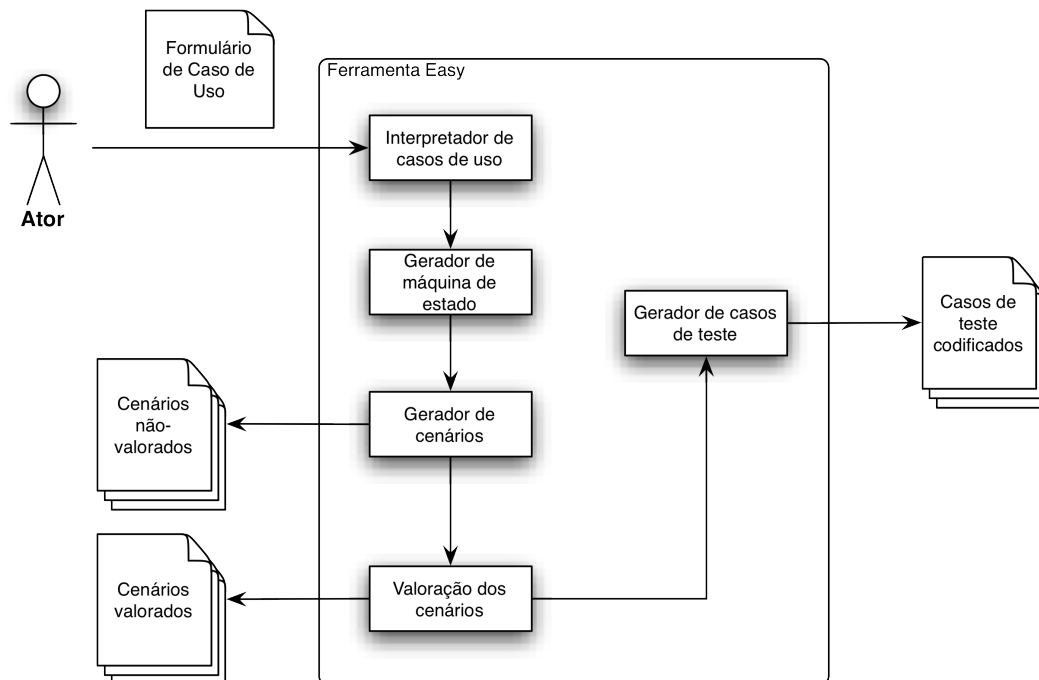 Formulário
de Caso de
Uso
Ferramenta Easy
Ator
Interpretador de
casos de uso
Gerador de
máquina de
estado
Gerador de casos
de teste
Casos de
teste
codificados
Cenários
não-
valorados
Gerador de
cenários
Cenários
valorados
Valoração dos
cenários